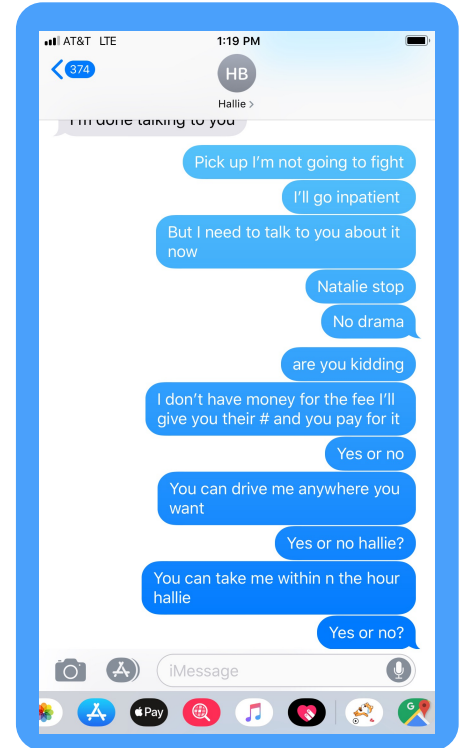 AT&T LTE 1:19 PM
374
HB
Hallie >
I'm done talking to you
Pick up I'm not going to fight
I'll go inpatient
But I need to talk to you about it
now
Natalie stop
No drama
are you kidding
I don't have money for the fee I'll
give you their # and you pay for it
Yes or no
You can drive me anywhere you
want
Yes or no hallie?
You can take me within n the hour
hallie
Yes or no?
iMessage
Pay
G